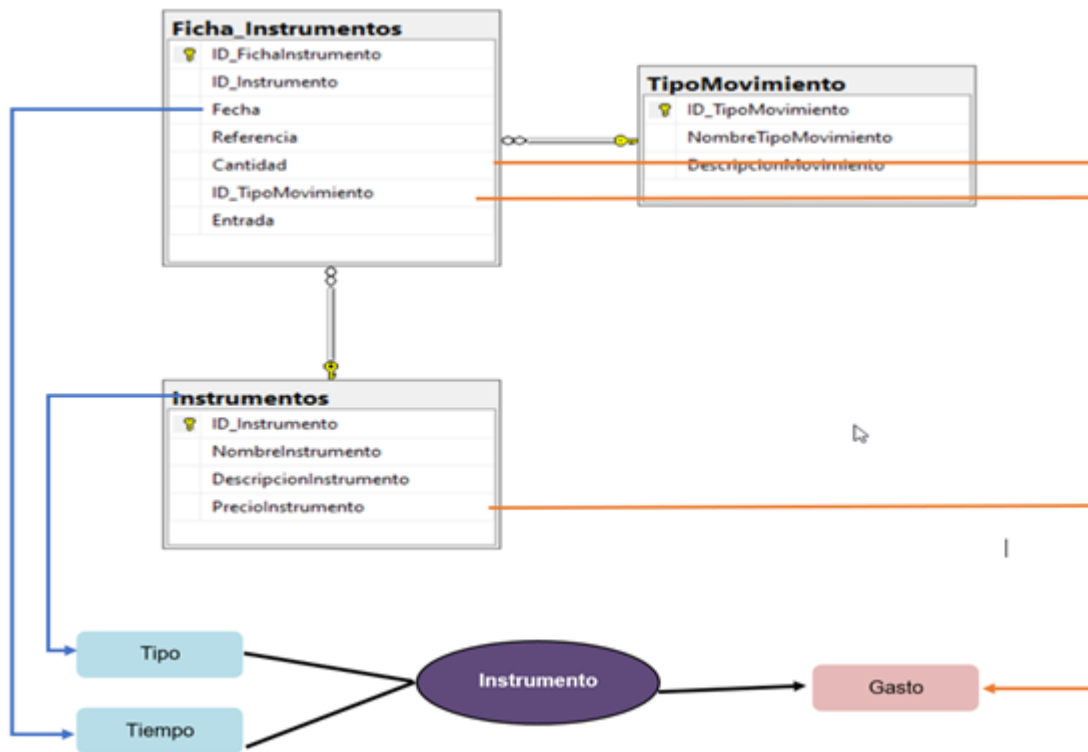 Ficha_Instrumentos
ID_FichaInstrumento
ID_Instrumento
Fecha
Referencia
Cantidad
ID_TipoMovimiento
Entrada
TipoMovimiento
ID_TipoMovimiento
NombreTipoMovimiento
DescripcionMovimiento
Instrumentos
ID_Instrumento
NombreInstrumento
DescripcionInstrumento
PrecioInstrumento
Tipo
Instrumento
Gasto
Tiempo